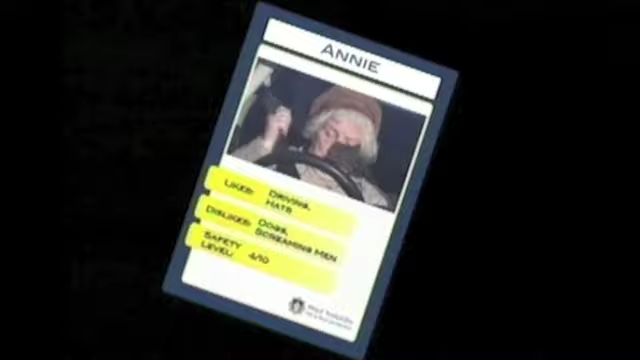 ANNIE
LIKES: DRIVING,
HATS
DISLIKES: DOGS,
SCREAMING MEN
SAFETY
LEVEL: 4/10